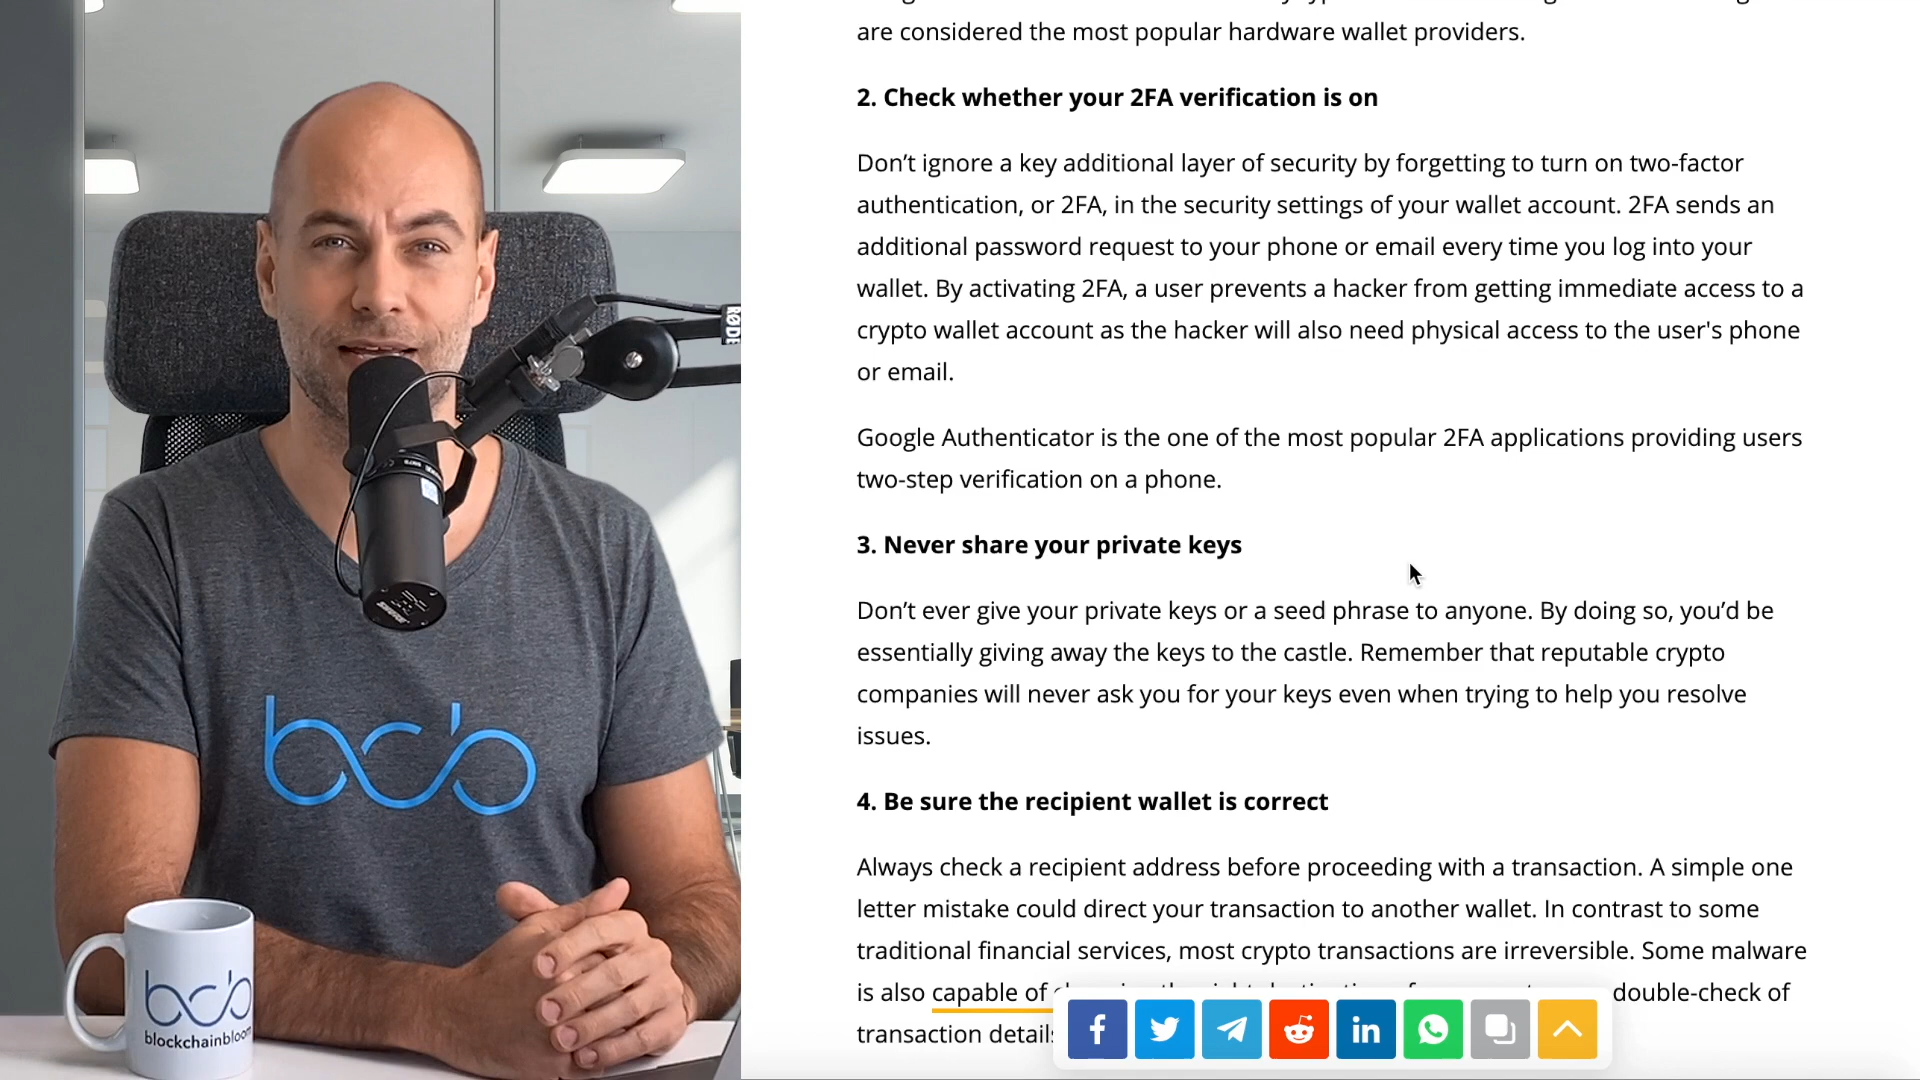 are considered the most popular hardware wallet providers.
2. Check whether your 2FA verification is on
Don’t ignore a key additional layer of security by forgetting to turn on two-factor
authentication, or 2FA, in the security settings of your wallet account. 2FA sends an
additional password request to your phone or email every time you log into your
wallet. By activating 2FA, a user prevents a hacker from getting immediate access to a
crypto wallet account as the hacker will also need physical access to the user's phone
or email.
Google Authenticator is the one of the most popular 2FA applications providing users
two-step verification on a phone.
3. Never share your private keys
Don’t ever give your private keys or a seed phrase to anyone. By doing so, you’d be
essentially giving away the keys to the castle. Remember that reputable crypto
companies will never ask you for your keys even when trying to help you resolve
issues.
4. Be sure the recipient wallet is correct
Always check a recipient address before proceeding with a transaction. A simple one
letter mistake could direct your transaction to another wallet. In contrast to some
traditional financial services, most crypto transactions are irreversible. Some malware
is also capable of double-check of
transaction details
RØDE
bcb
bcb
blockchainbloom